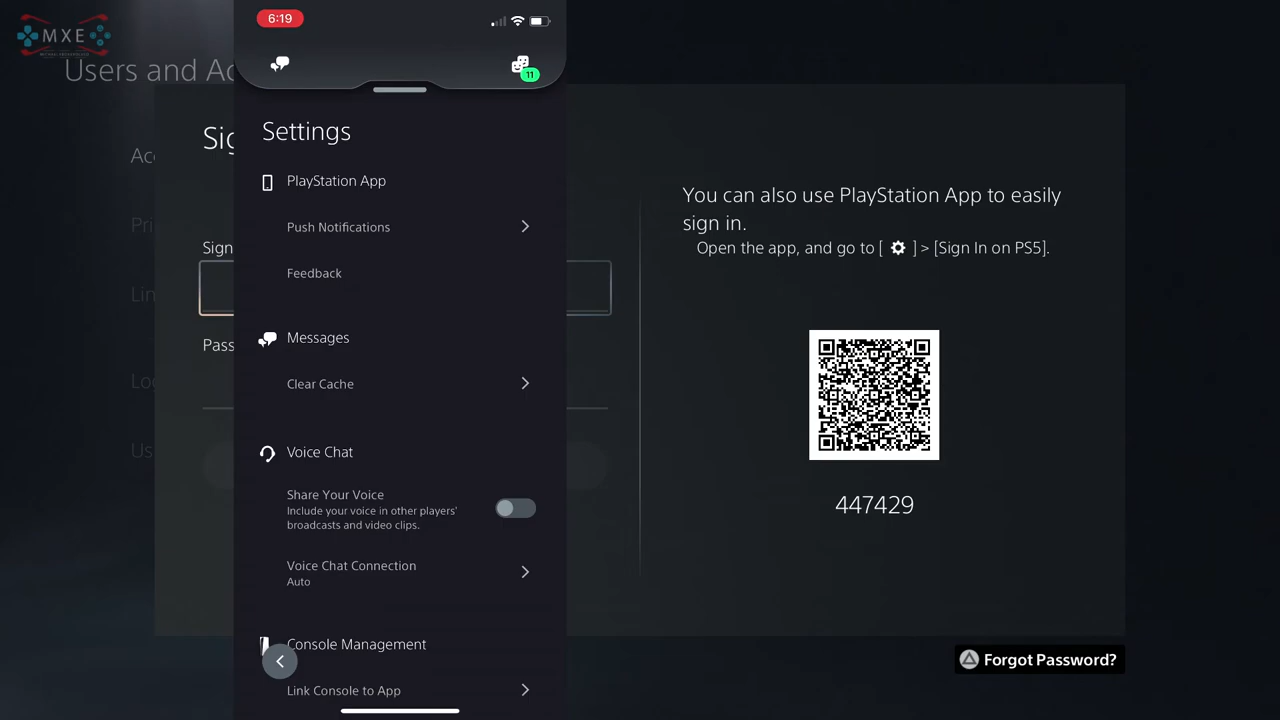 MXE
Users and Ac
6:19
11
Settings
PlayStation App
Push Notifications
Feedback
Messages
Clear Cache
Voice Chat
Share Your Voice
Include your voice in other players'
broadcasts and video clips.
Voice Chat Connection
Auto
Console Management
Link Console to App
Acc
Pri
Lin
Loc
Us
Sig
Sign
Pass
You can also use PlayStation App to easily
sign in.
Open the app, and go to [ ] > [Sign In on PS5].
447429
Forgot Password?